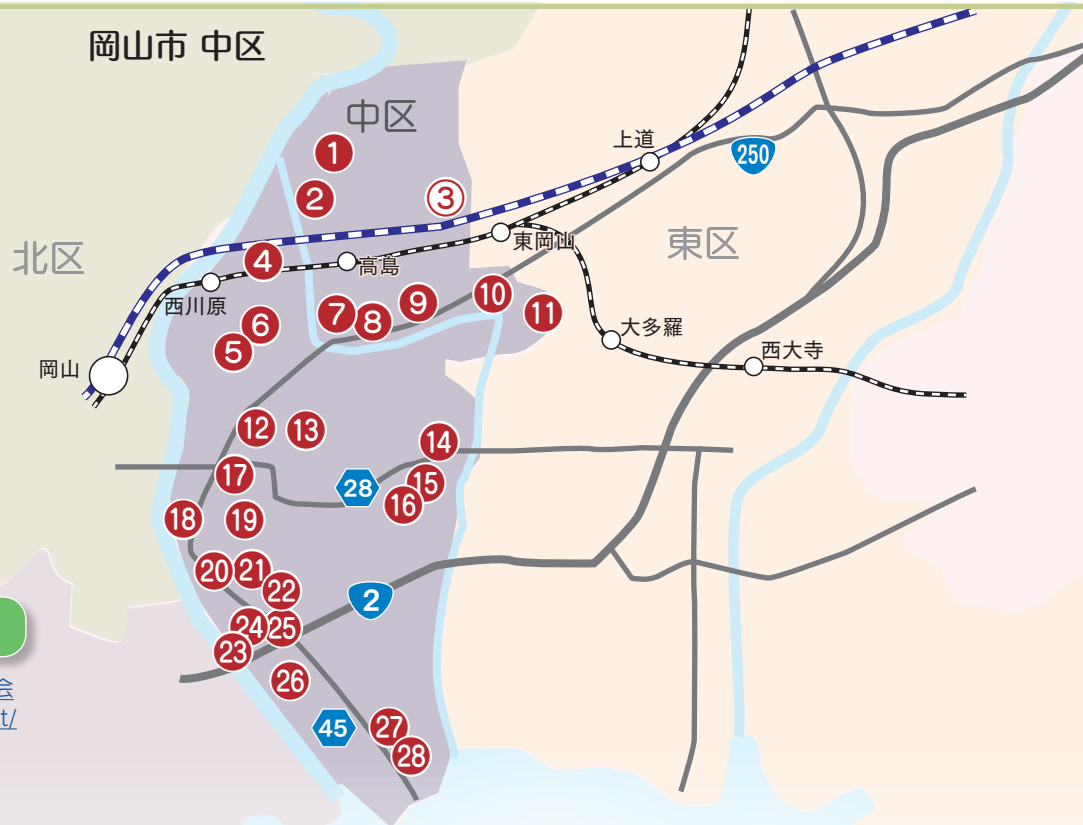 岡山市 中区
中区
①
上道
250
②
③
北区
東岡山
東区
④
高島
西川原
⑩
⑨
⑦
⑧
⑪
⑥
大多羅
⑤
西大寺
岡山
⑫
⑬
⑭
⑰
28
⑮
⑯
⑱
⑲
⑳
㉑
㉒
2
㉔
㉕
㉓
会
㉖
t/
45
㉗
㉘